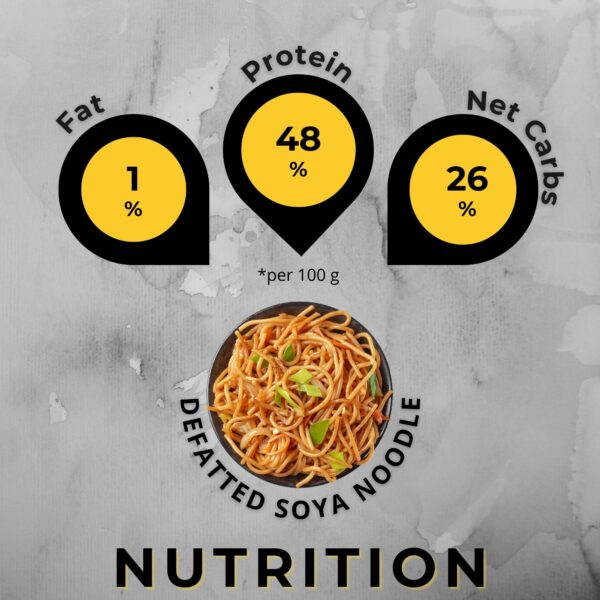 Fat
1
%
Protein
48
%
Net Carbs
26
%
*per 100 g
DEFATTED SOYA NOODLE
NUTRITION